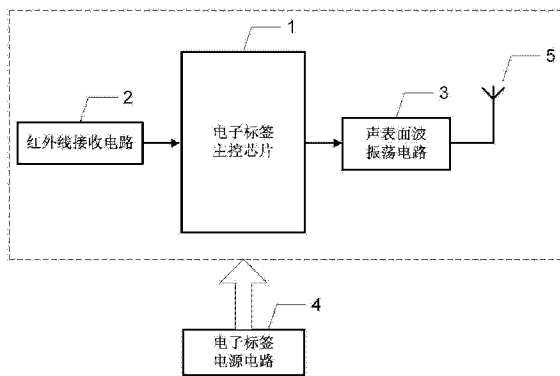 1
2
3
5
红外线接收电路
电子标签
主控芯片
声表面波
振荡电路
4
电子标签
电源电路